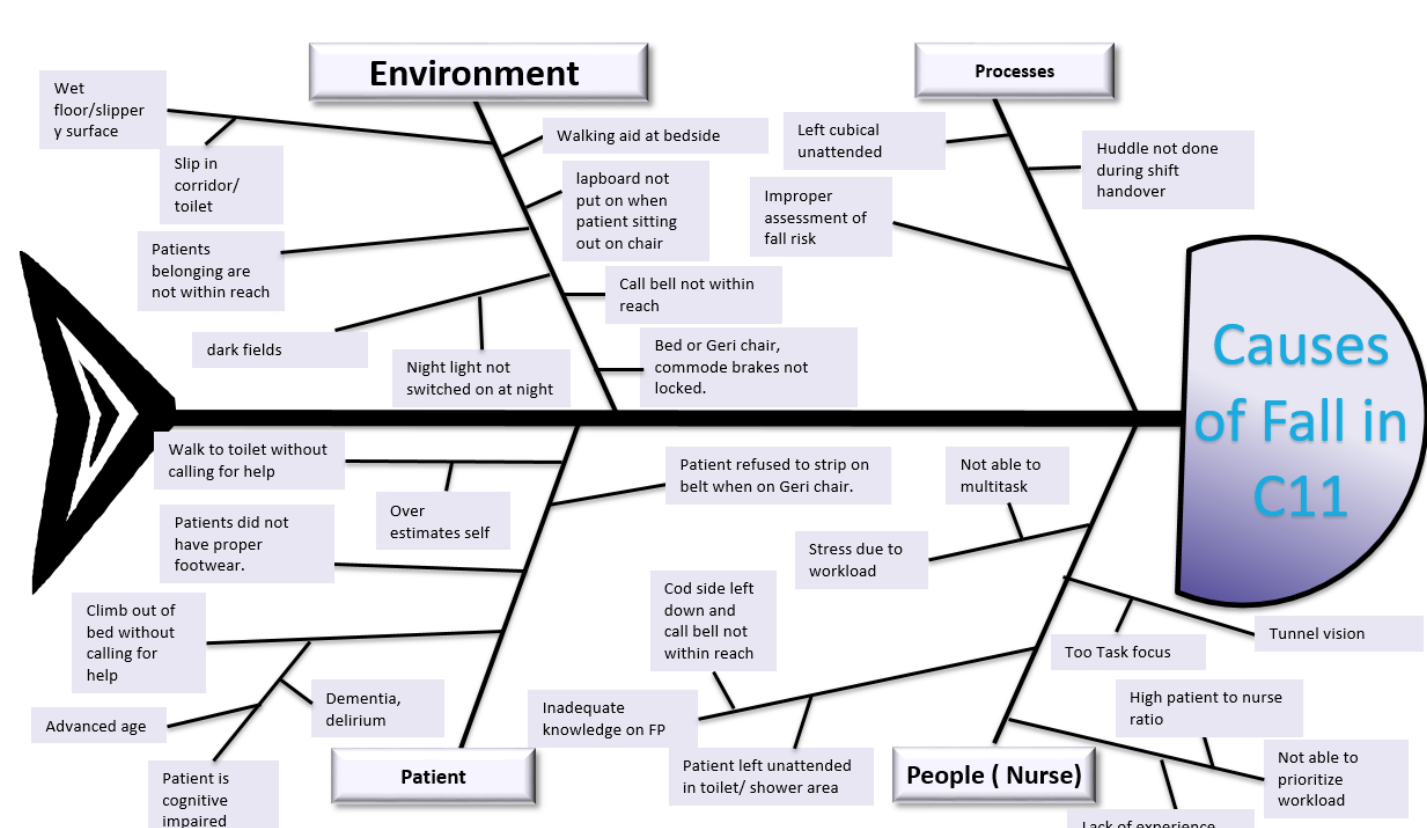 Environment
Processes
Wet
floor/slipper
y surface
Slip in
corridor/
toilet
Patients
belonging are
not within reach
dark fields
Night light not
switched on at night
Walking aid at bedside
lapboard not
put on when
patient sitting
out on chair
Call bell not within
reach
Bed or Geri chair,
commode brakes not
locked.
Left cubical
unattended
Improper
assessment of
fall risk
Huddle not done
during shift
handover
Causes
of Fall in
C11
Walk to toilet without
calling for help
Over
estimates self
Patients did not
have proper
footwear.
Climb out of
bed without
calling for
help
Advanced age
Dementia,
delirium
Patient is
cognitive
impaired
Patient refused to strip on
belt when on Geri chair.
Patient
Not able to
multitask
Stress due to
workload
Cod side left
down and
call bell not
within reach
Inadequate
knowledge on FP
Patient left unattended
in toilet/ shower area
Tunnel vision
Too Task focus
High patient to nurse
ratio
Not able to
prioritize
workload
Lack of experience
People ( Nurse)